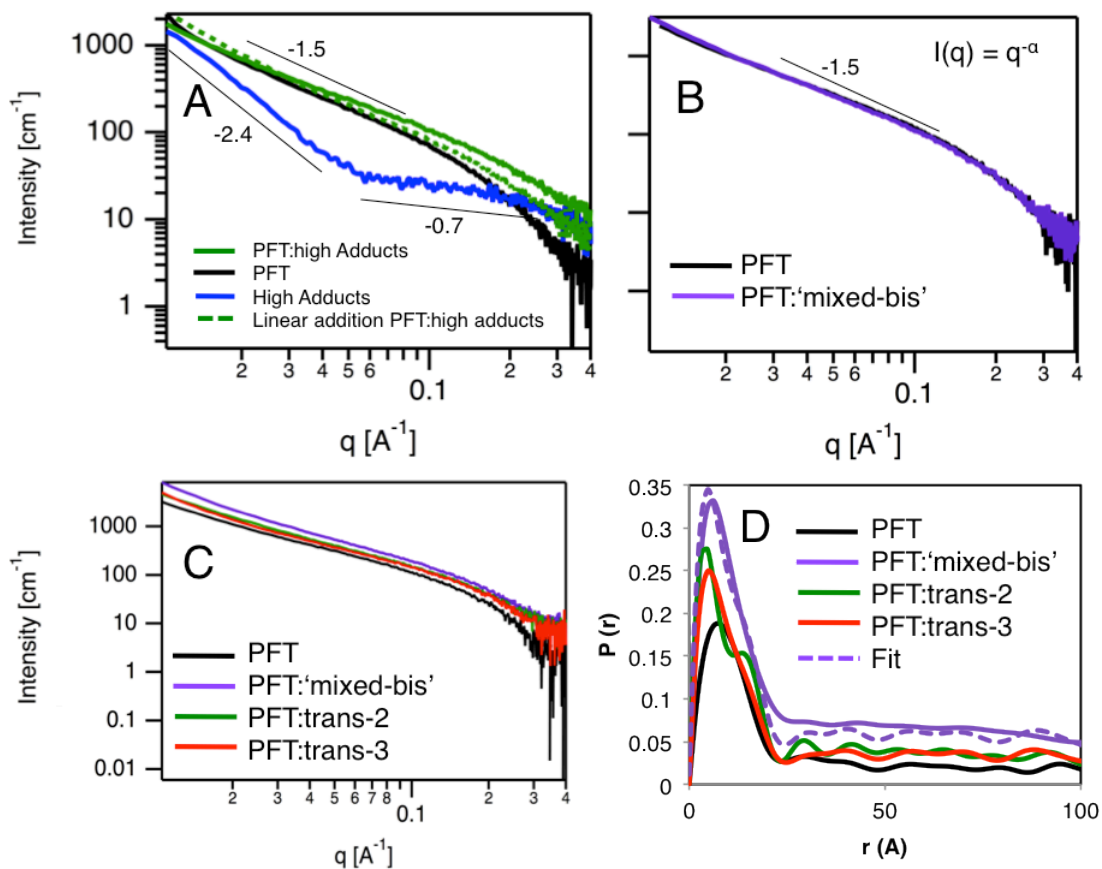 A
-1.5
-2.4
-0.7
1000
100
10
1
Intensity [cm-1]
PFT:high Adducts
PFT
High Adducts
Linear addition PFT:high adducts
2 3 4 5 6 0.1 2 3 4
q [A-1]
B
I(q) = q-α
-1.5
PFT
PFT:‘mixed-bis’
2 3 4 5 6 0.1 2 3 4
q [A-1]
C
1000
100
10
1
0.1
0.01
Intensity [cm-1]
PFT
PFT:‘mixed-bis’
PFT:trans-2
PFT:trans-3
2 3 4 5 6 7 8 0.1 2 3 4
q [A-1]
D
0.35
0.3
0.25
0.2
0.15
0.1
0.05
0
P (r)
PFT
PFT:‘mixed-bis’
PFT:trans-2
PFT:trans-3
Fit
0 50 100
r (A)